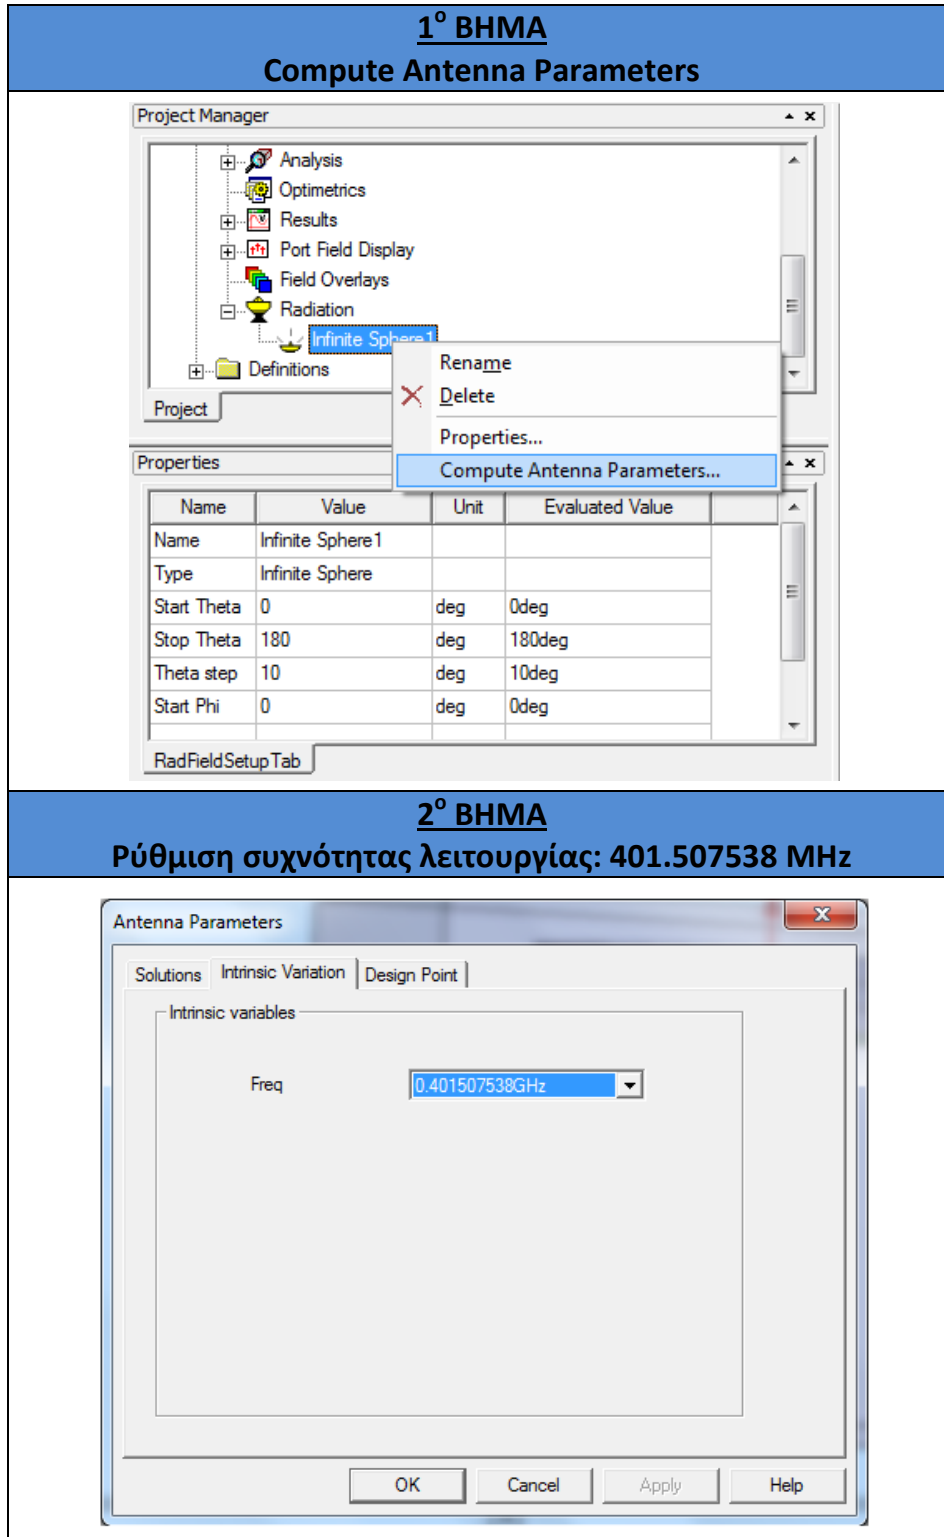 1ο ΒΗΜΑ
Compute Antenna Parameters
Project Manager
Analysis
Optimetrics
Results
Port Field Display
Field Overlays
Radiation
Infinite Sphere1
Definitions
Project
Rename
Delete
Properties...
Compute Antenna Parameters...
Properties
Name Value Unit Evaluated Value
Name Infinite Sphere1
Type Infinite Sphere
Start Theta 0 deg 0deg
Stop Theta 180 deg 180deg
Theta step 10 deg 10deg
Start Phi 0 deg 0deg
RadFieldSetupTab
2ο ΒΗΜΑ
Ρύθμιση συχνότητας λειτουργίας: 401.507538 MHz
Antenna Parameters
Solutions Intrinsic Variation Design Point
Intrinsic variables
Freq 0.401507538GHz
OK Cancel Apply Help